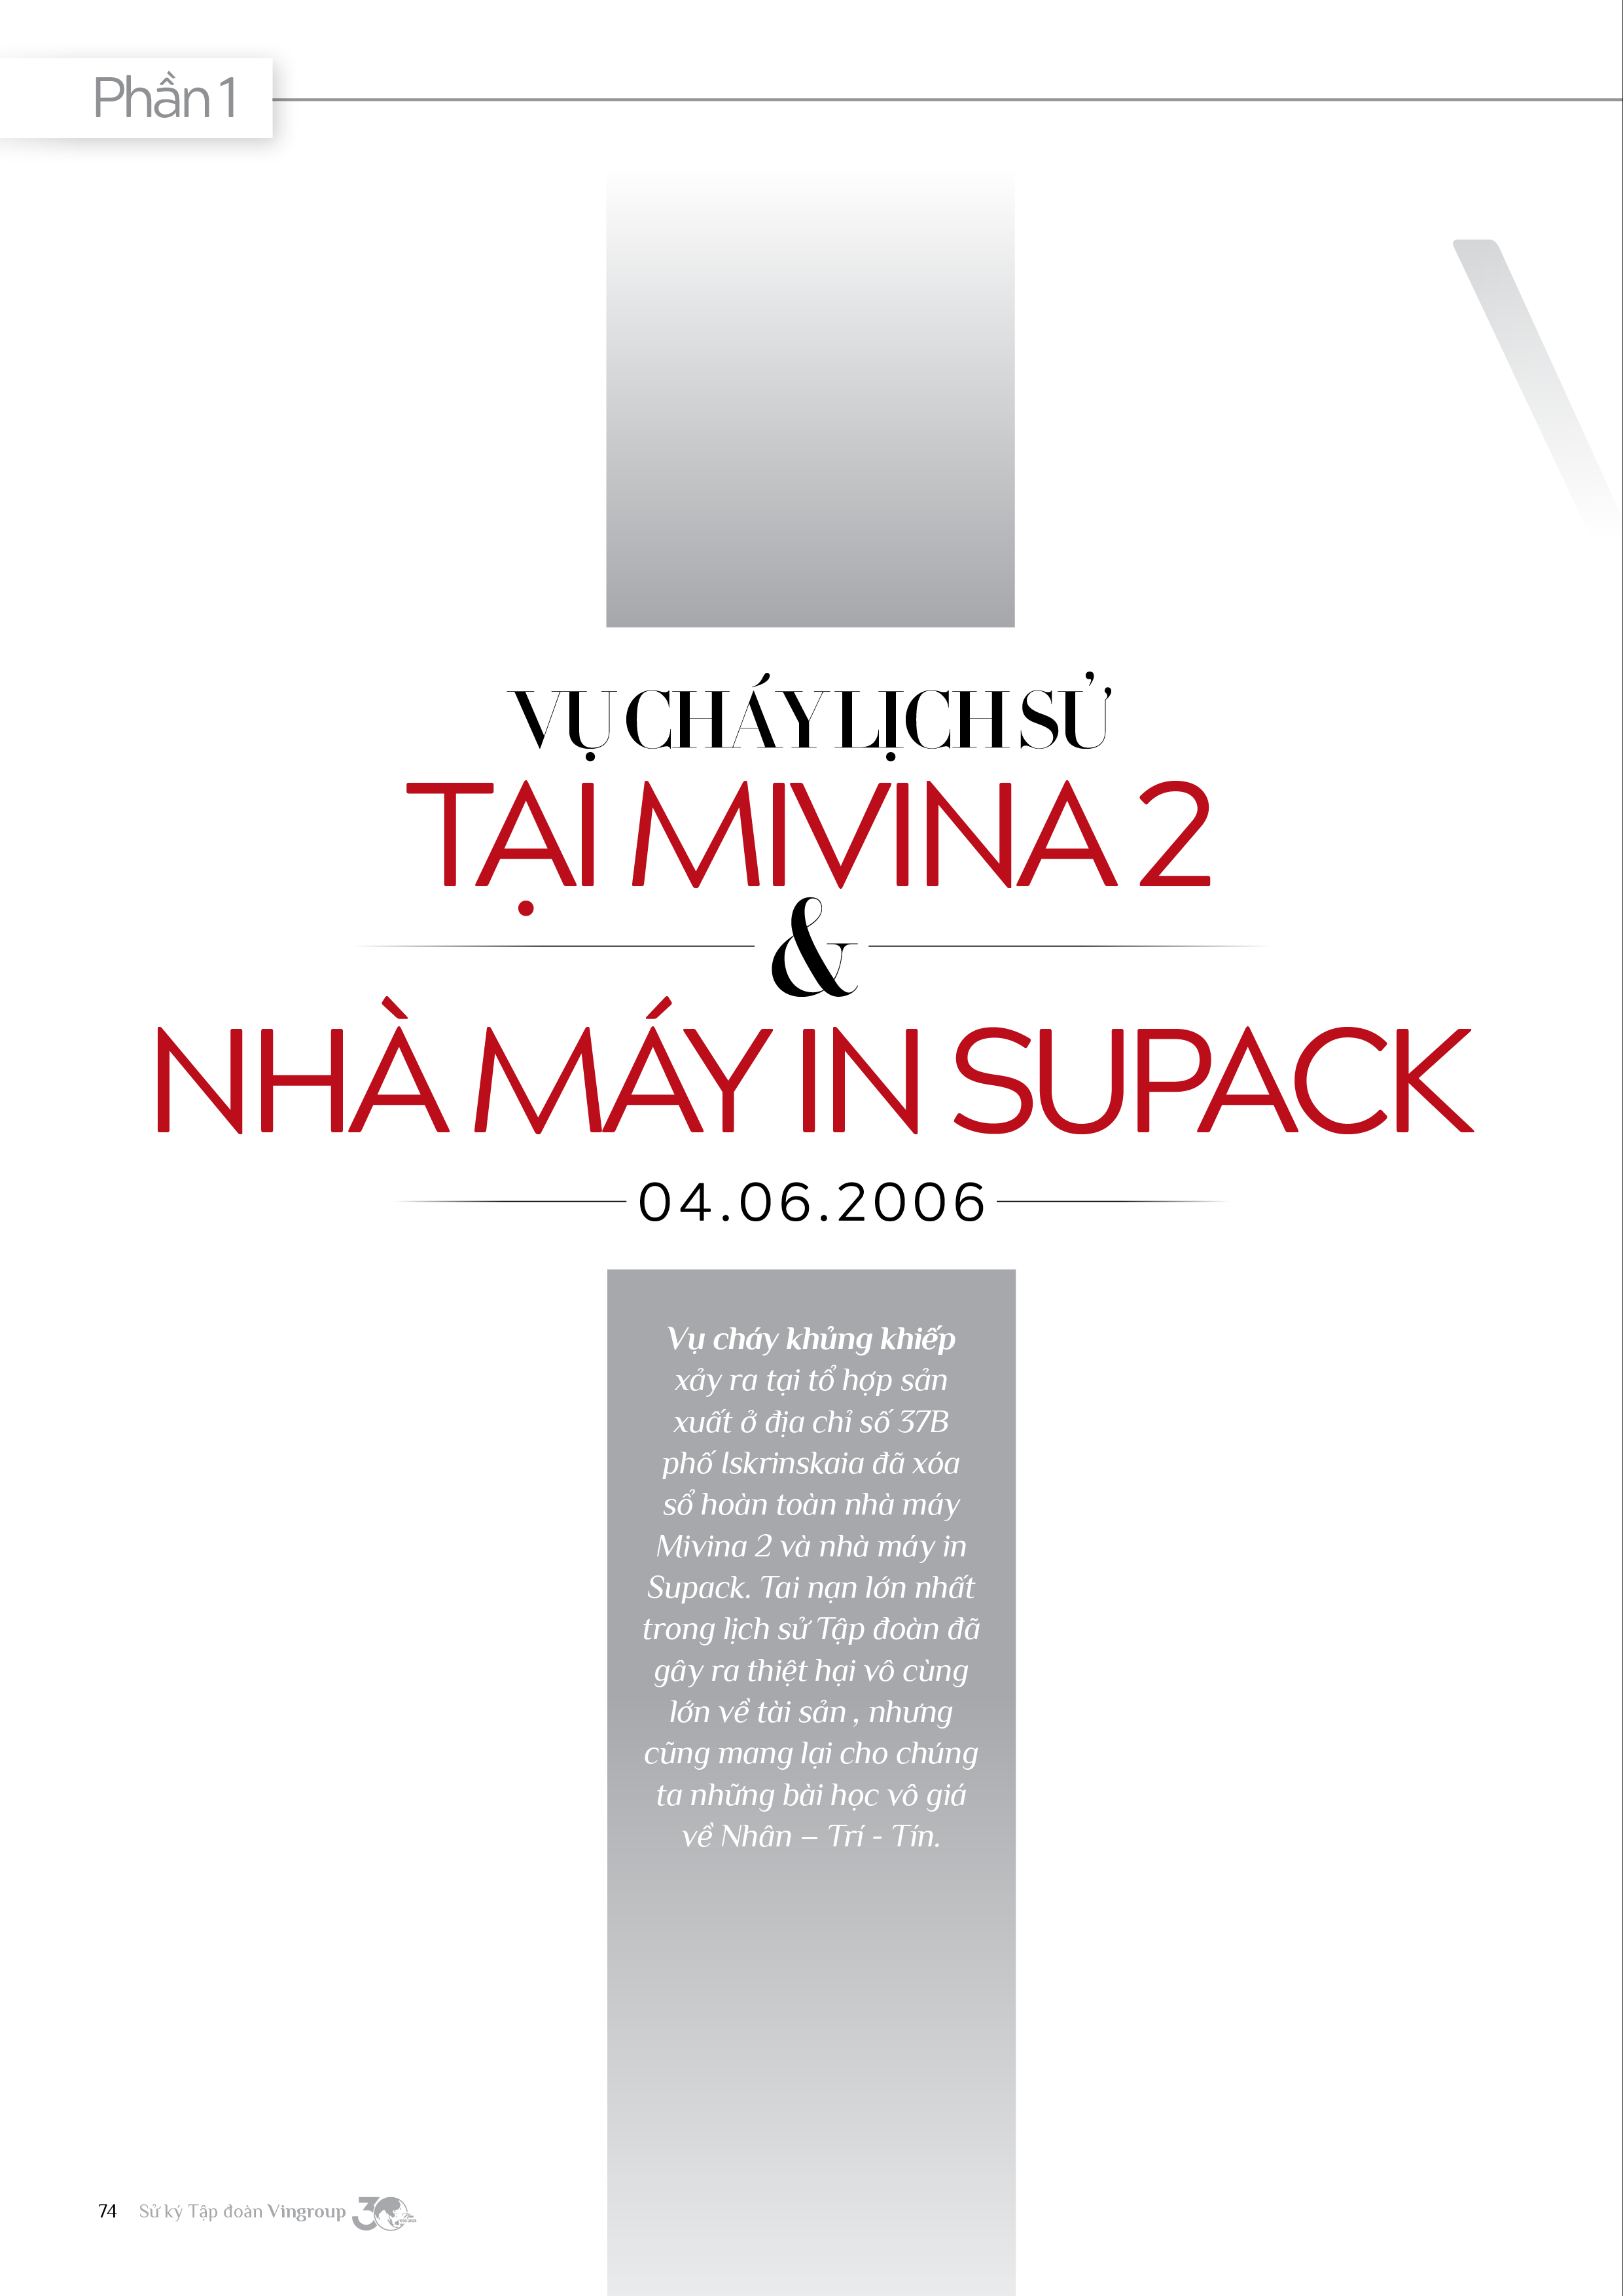 Phần 1
VỤ CHÁY LỊCH SỬ
TẠI MIVINA 2
&
NHÀ MÁY IN SUPACK
04.06.2006
Vụ cháy khủng khiếp
xảy ra tại tổ hợp sản
xuất ở địa chỉ số 37B
phố Iskrinskaia đã xóa
sổ hoàn toàn nhà máy
Mivina 2 và nhà máy in
Supack. Tai nạn lớn nhất
trong lịch sử Tập đoàn đã
gây ra thiệt hại vô cùng
lớn về tài sản , nhưng
cũng mang lại cho chúng
ta những bài học vô giá
về Nhân – Trí - Tín.
74 Sử ký Tập đoàn Vingroup 30